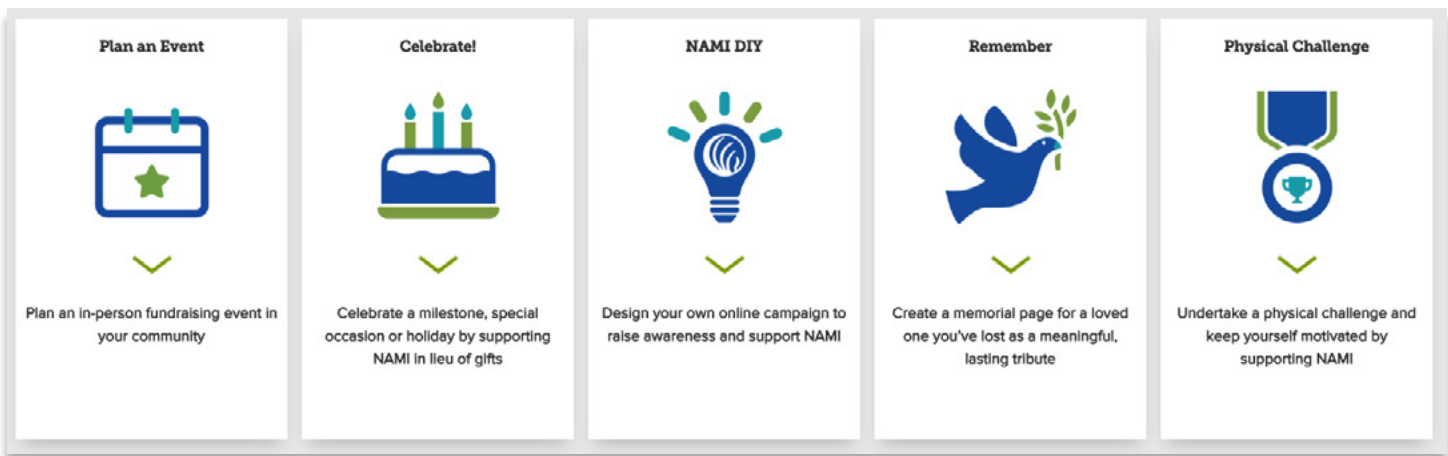 Plan an Event
Plan an in-person fundraising event in
your community
Celebrate!
Celebrate a milestone, special
occasion or holiday by supporting
NAMI in lieu of gifts
NAMI DIY
Design your own online campaign to
raise awareness and support NAMI
Remember
Create a memorial page for a loved
one you've lost as a meaningful,
lasting tribute
Physical Challenge
Undertake a physical challenge and
keep yourself motivated by
supporting NAMI